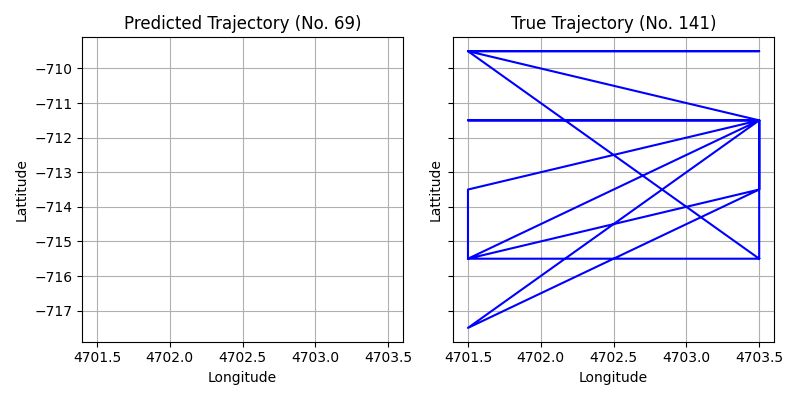 Predicted Trajectory (No. 69)
True Trajectory (No. 141)
Lattitude
−710
−711
−712
−713
−714
−715
−716
−717
4701.5 4702.0 4702.5 4703.0 4703.5
Longitude
Lattitude
4701.5 4702.0 4702.5 4703.0 4703.5
Longitude